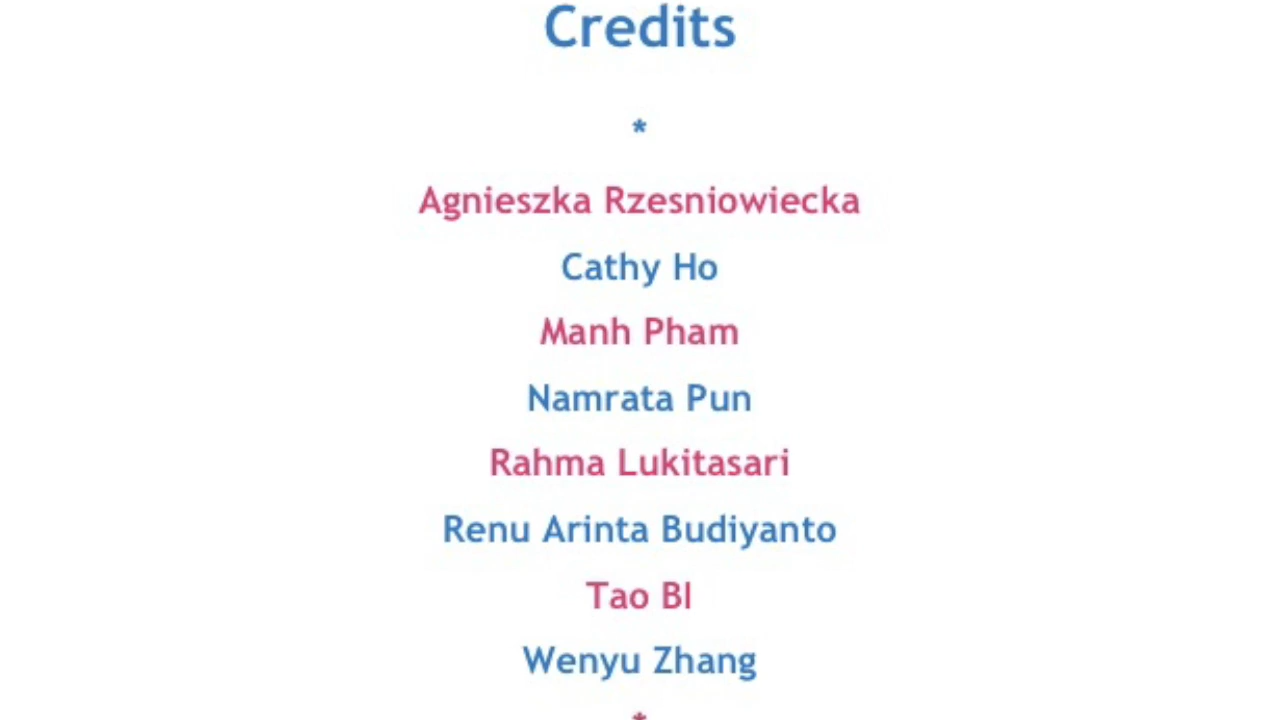 Credits
*
Agnieszka Rzesniowiecka
Cathy Ho
Manh Pham
Namrata Pun
Rahma Lukitasari
Renu Arinta Budiyanto
Tao BI
Wenyu Zhang
*